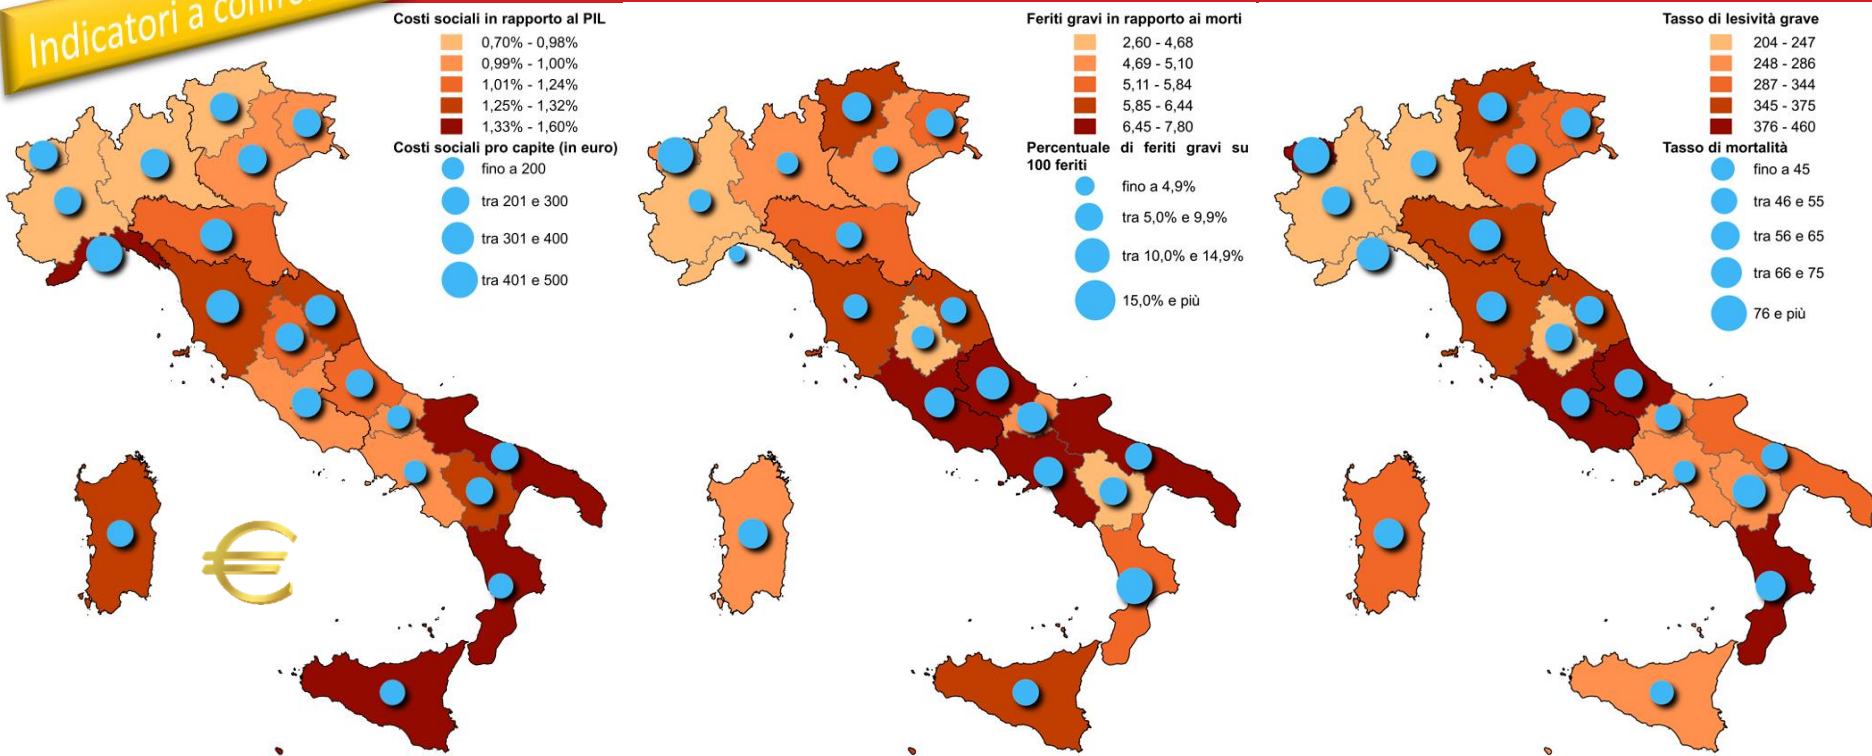 Indicatori a
Costi sociali in rapporto al PIL
0,70% - 0,98%
0,99% - 1,00%
1,01% - 1,24%
1,25% - 1,32%
1,33% - 1,60%
Costi sociali pro capite (in euro)
fino a 200
tra 201 e 300
tra 301 e 400
tra 401 e 500
Feriti gravi in rapporto ai morti
2,60 - 4,68
4,69 - 5,10
5,11 - 5,84
5,85 - 6,44
6,45 - 7,80
Percentuale di feriti gravi su
100 feriti
fino a 4,9%
tra 5,0% e 9,9%
tra 10,0% e 14,9%
15,0% e più
Tasso di lesività grave
204 - 247
248 - 286
287 - 344
345 - 375
376 - 460
Tasso di mortalità
fino a 45
tra 46 e 55
tra 56 e 65
tra 66 e 75
76 e più
€